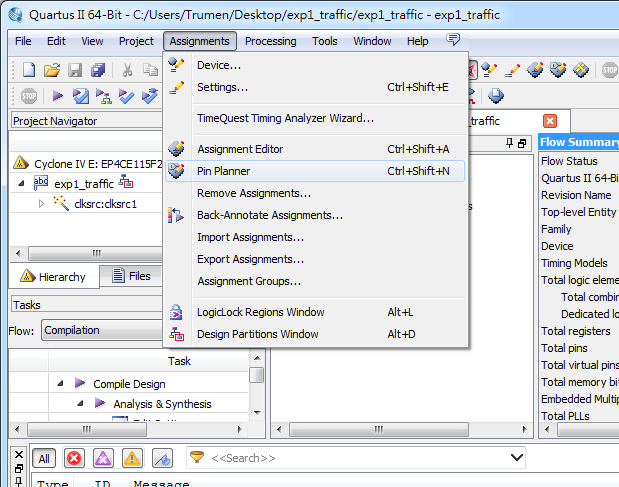 Quartus II 64-Bit - C:/Users/Trumen/Desktop/exp1_traffic/exp1_traffic - exp1_traffic
File Edit View Project Assignments Processing Tools Window Help
Device...
Settings... Ctrl+Shift+E
TimeQuest Timing Analyzer Wizard...
Assignment Editor Ctrl+Shift+A
Pin Planner Ctrl+Shift+N
Remove Assignments...
Back-Annotate Assignments...
Import Assignments...
Export Assignments...
Assignment Groups...
LogicLock Regions Window Alt+L
Design Partitions Window Alt+D
STOP
Project Navigator
Cyclone IV E: EP4CE115F2
abc exp1_traffic
clksrc:clksrc1
Hierarchy Files
Tasks
Flow: Compilation
Task
Compile Design
Analysis & Synthesis
traffic
Flow Summary
Flow Status
Quartus II 64-Bi
Revision Name
Top-level Entity
Family
Device
Timing Models
Total logic eleme
Total combin
Dedicated lo
Total registers
Total pins
Total virtual pins
Total memory bit
Embedded Multip
Total PLLs
All <<Search>>
Type ID Message